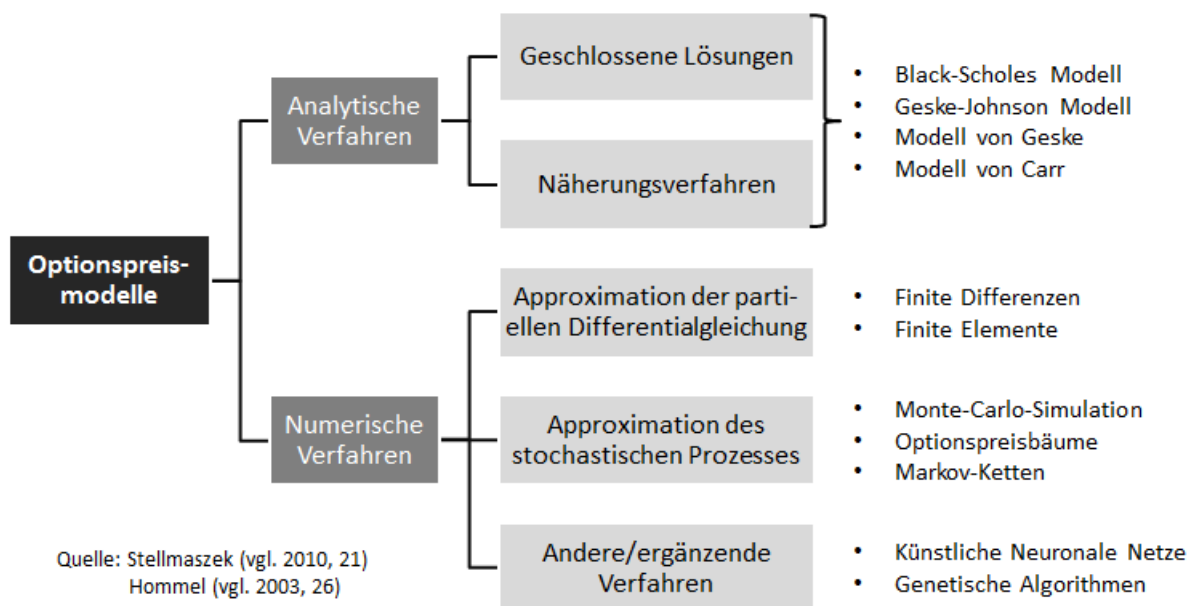 Optionspreis-
modelle
Analytische
Verfahren
Geschlossene Lösungen
Näherungsverfahren
• Black-Scholes Modell
• Geske-Johnson Modell
• Modell von Geske
• Modell von Carr
Numerische
Verfahren
Approximation der parti-
ellen Differentialgleichung
• Finite Differenzen
• Finite Elemente
Approximation des
stochastischen Prozesses
• Monte-Carlo-Simulation
• Optionspreisbäume
• Markov-Ketten
Andere/ergänzende
Verfahren
• Künstliche Neuronale Netze
• Genetische Algorithmen
Quelle: Stellmaszek (vgl. 2010, 21)
Hommel (vgl. 2003, 26)